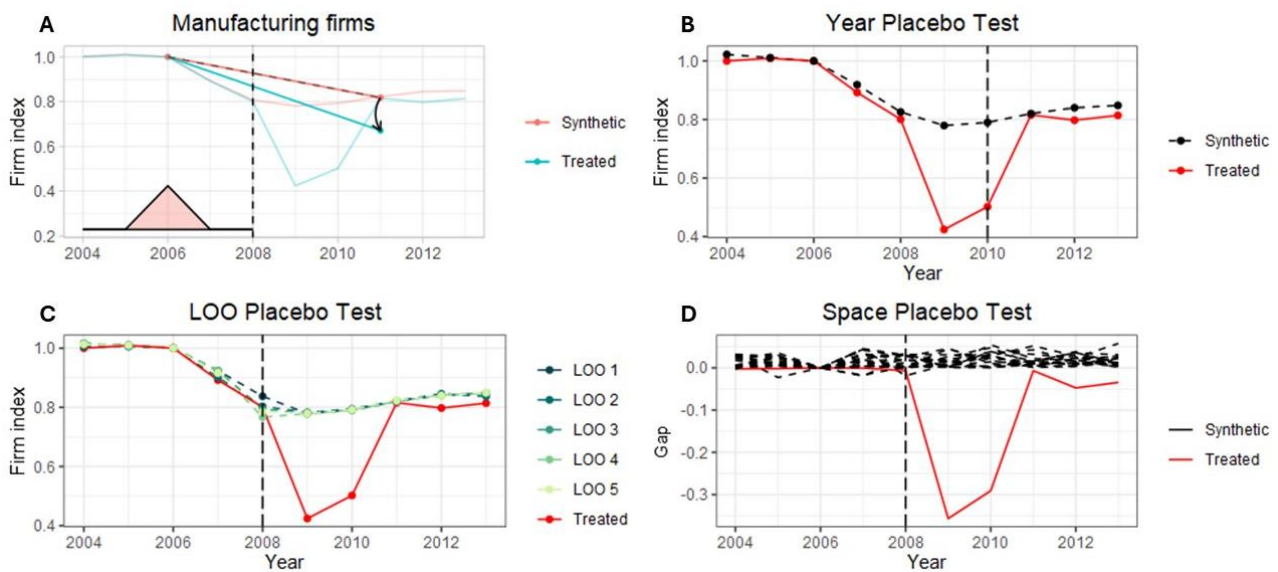 A
Manufacturing firms
Firm index
1.0
0.8
0.6
0.4
0.2
2004 2006 2008 2010 2012
Synthetic
Treated
B
Year Placebo Test
Firm index
1.0
0.8
0.6
0.4
2004 2006 2008 2010 2012
Year
Synthetic
Treated
C
LOO Placebo Test
Firm index
1.0
0.8
0.6
0.4
2004 2006 2008 2010 2012
Year
LOO 1
LOO 2
LOO 3
LOO 4
LOO 5
Treated
D
Space Placebo Test
Gap
0.0
-0.1
-0.2
-0.3
2004 2006 2008 2010 2012
Year
Synthetic
Treated